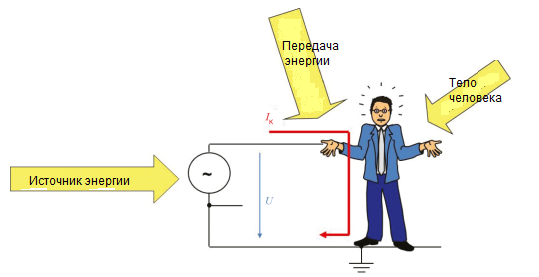 Передача
энергии
Тело
человека
Iк
~
Источник энергии
U